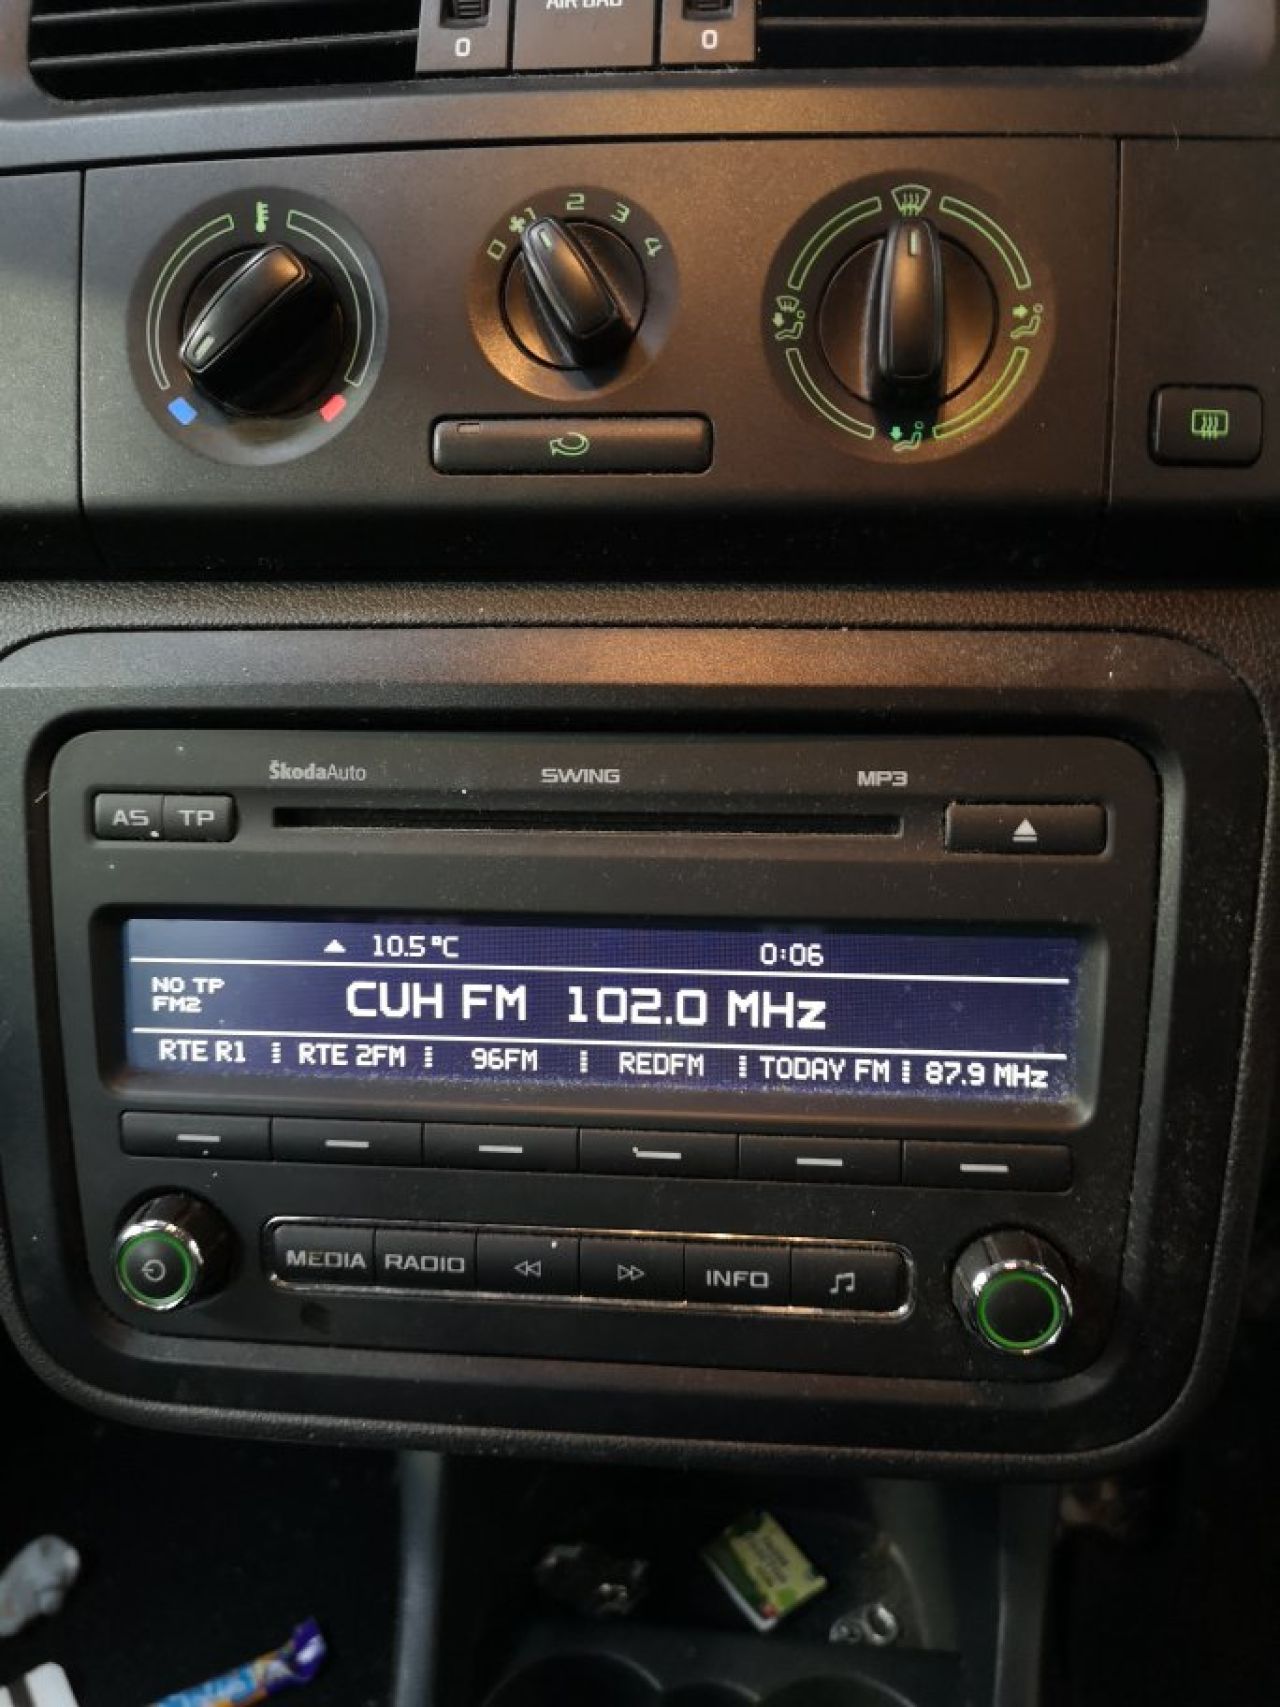 AIR BAG
0
0
0 1 2 3 4
ŠkodaAuto SWING MP3
AS TP
10.5°C 0:06
NO TP
FM2
CUH FM 102.0 MHz
RTE R1 RTE 2FM 96FM REDFM TODAY FM 87.9 MHz
MEDIA RADIO INFO